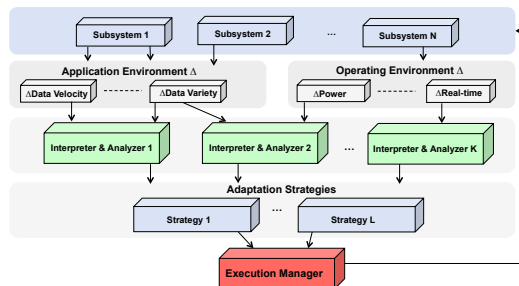 Subsystem 1
Subsystem 2
...
Subsystem N
Application Environment Δ
Operating Environment Δ
ΔData Velocity
ΔData Variety
ΔPower
ΔReal-time
Interpreter & Analyzer 1
Interpreter & Analyzer 2
...
Interpreter & Analyzer K
Adaptation Strategies
Strategy 1
...
Strategy L
Execution Manager